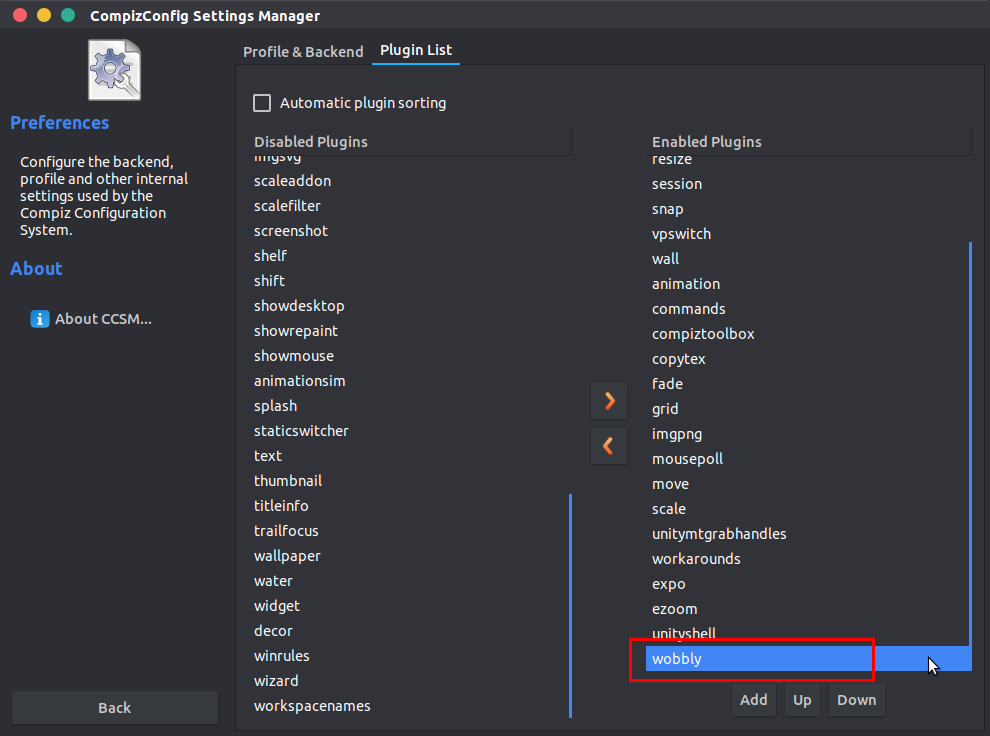 CompizConfig Settings Manager
Preferences
Configure the backend,
profile and other internal
settings used by the
Compiz Configuration
System.
About
About CCSM...
Back
Profile & Backend
Plugin List
Automatic plugin sorting
Disabled Plugins
imgsvg
scaleaddon
scalefilter
screenshot
shelf
shift
showdesktop
showrepaint
showmouse
animationsim
splash
staticswitcher
text
thumbnail
titleinfo
trailfocus
wallpaper
water
widget
decor
winrules
wizard
workspacenames
Enabled Plugins
resize
session
snap
vpswitch
wall
animation
commands
compiztoolbox
copytex
fade
grid
imgpng
mousepoll
move
scale
unitymtgrabhandles
workarounds
expo
ezoom
unityshell
wobbly
Add
Up
Down